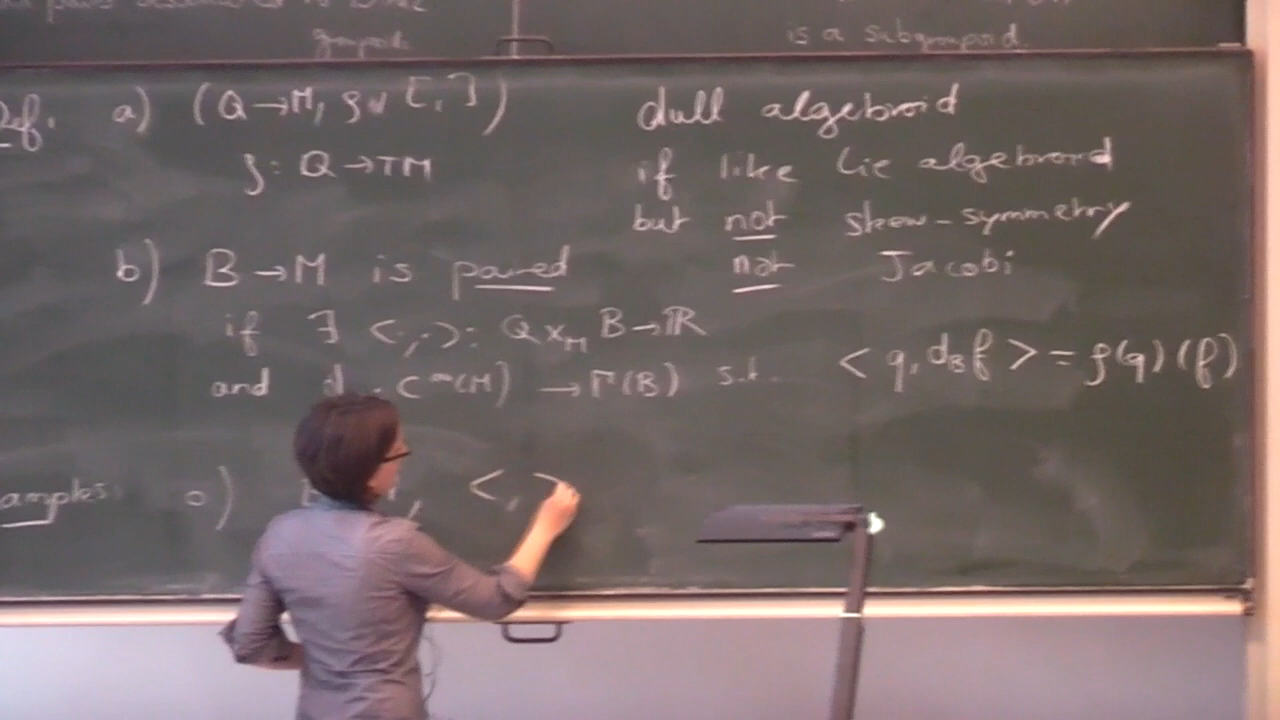 is a subgroupoid.
Def. a) (Q→M, ρ, [.,.]) dull algebroid
ρ: Q→TM if like Lie algebroid
but not skew-symmetry
b) B→M is paired not Jacobi
if ∃ <.,.>: Q×_M B→ℝ
and C^∞(M) →Γ(B) s.t. <q, d_B f> = ρ(q)(f)
amples: o) <, >